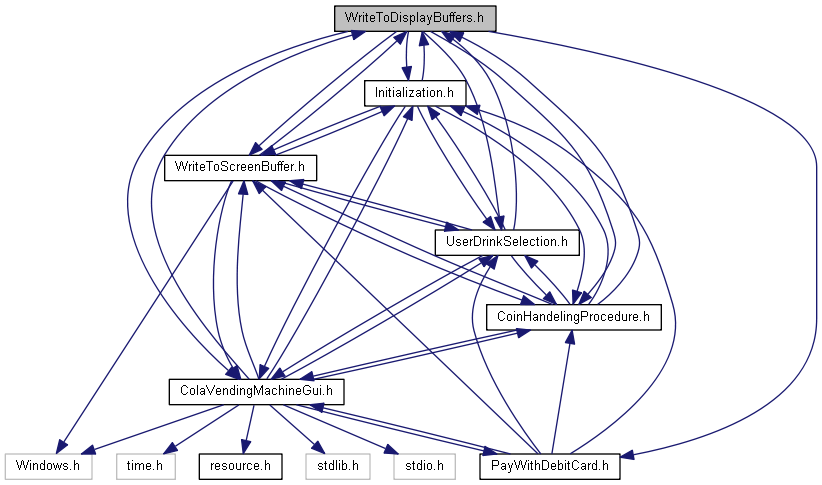 WriteToDisplayBuffers.h
Initialization.h
WriteToScreenBuffer.h
UserDrinkSelection.h
CoinHandelingProcedure.h
ColaVendingMachineGui.h
Windows.h
time.h
resource.h
stdlib.h
stdio.h
PayWithDebitCard.h